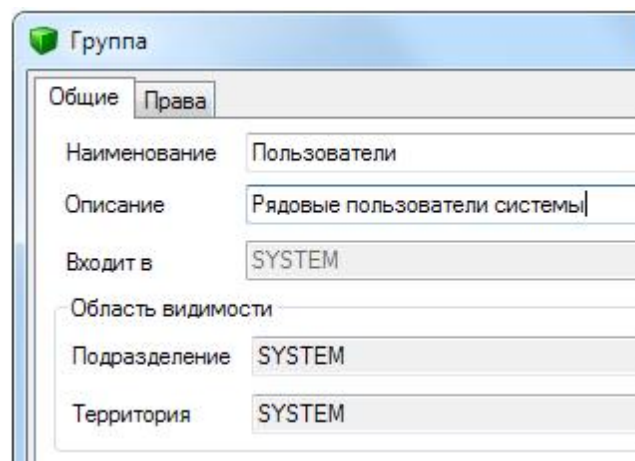 Группа
Общие Права
Наименование Пользователи
Описание Рядовые пользователи системы
Входит в SYSTEM
Область видимости
Подразделение SYSTEM
Территория SYSTEM